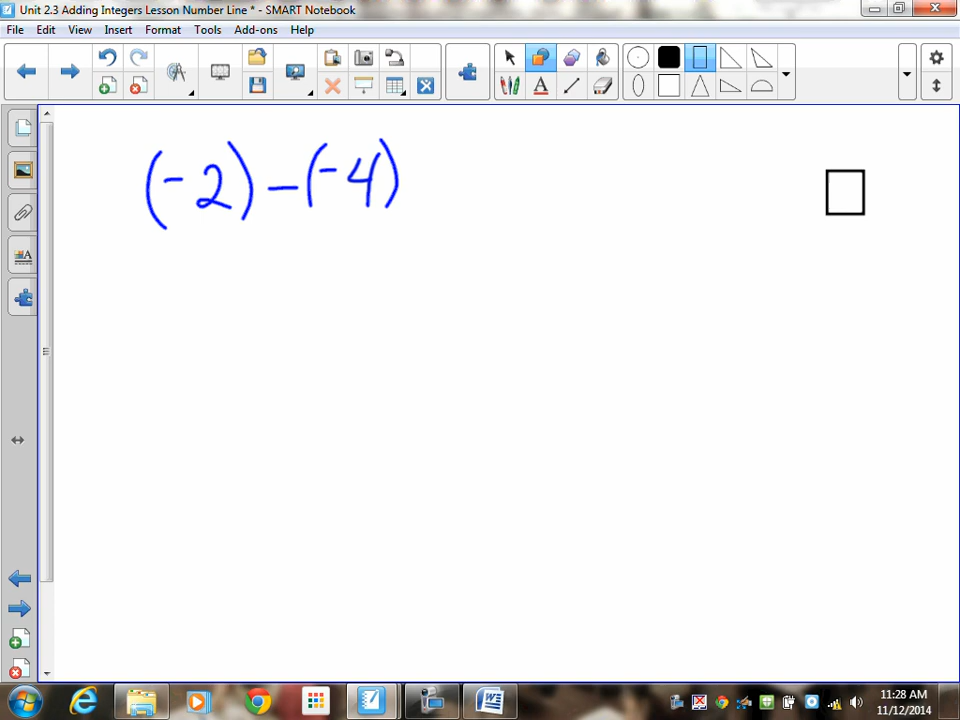 Unit 2.3 Adding Integers Lesson Number Line * - SMART Notebook
File Edit View Insert Format Tools Add-ons Help
(-2) - (-4)
11:28 AM
11/12/2014